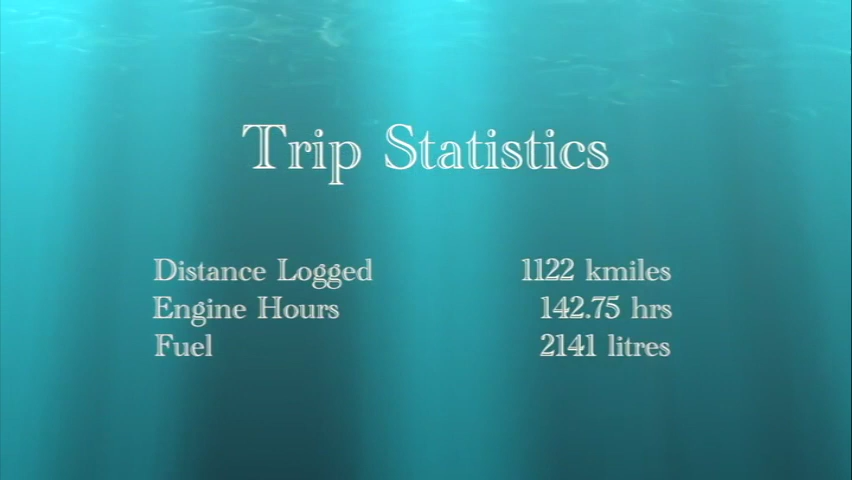 Trip Statistics
Distance Logged 1122 kmiles
Engine Hours 142.75 hrs
Fuel 2141 litres